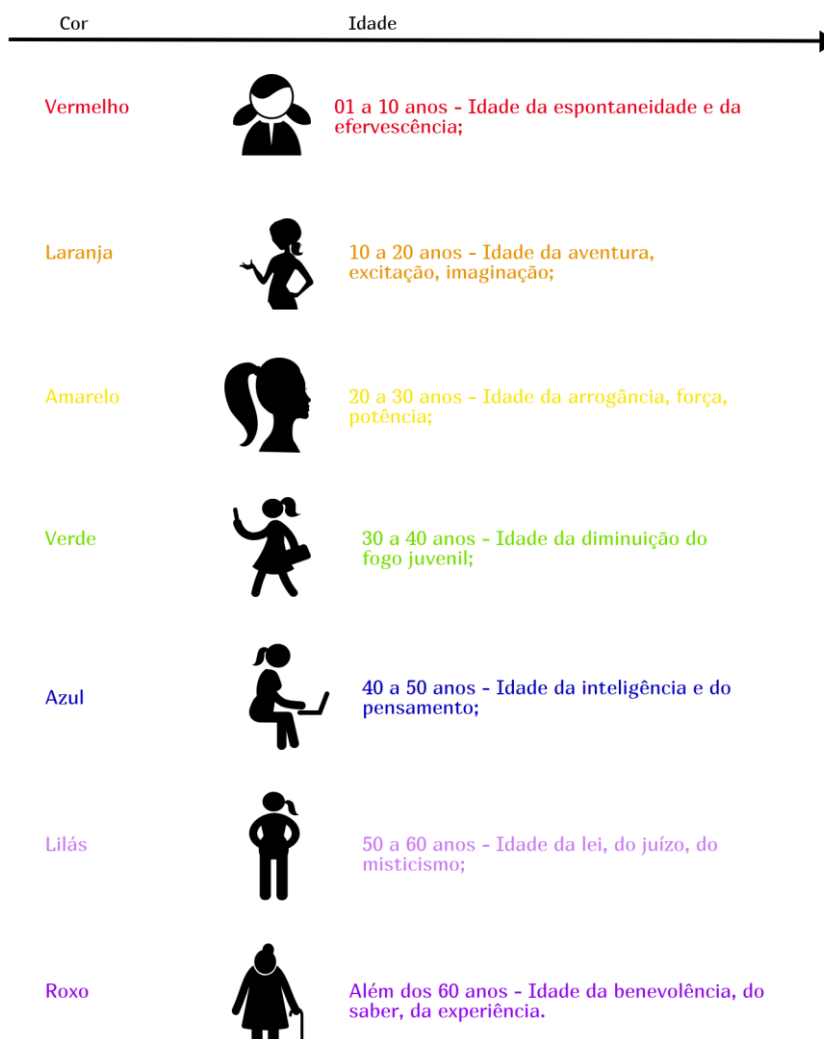 Cor Idade
Vermelho
01 a 10 anos - Idade da espontaneidade e da
efervescência;
Laranja
10 a 20 anos - Idade da aventura,
excitação, imaginação;
Amarelo
20 a 30 anos - Idade da arrogância, força,
potência;
Verde
30 a 40 anos - Idade da diminuição do
fogo juvenil;
Azul
40 a 50 anos - Idade da inteligência e do
pensamento;
Lilás
50 a 60 anos - Idade da lei, do juízo, do
misticismo;
Roxo
Além dos 60 anos - Idade da benevolência, do
saber, da experiência.